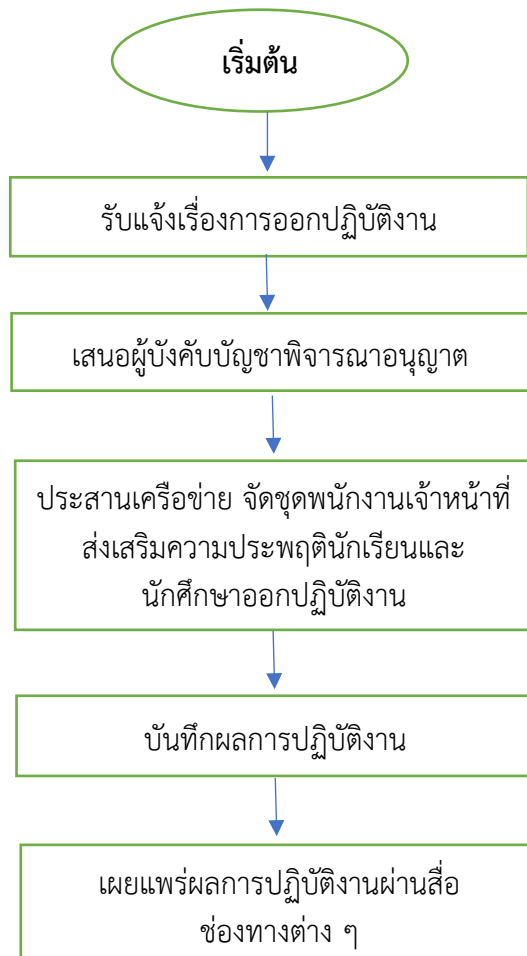 เริ่มต้น
รับแจ้งเรื่องการออกปฏิบัติงาน
เสนอผู้บังคับบัญชาพิจารณาอนุญาต
ประสานเครือข่าย จัดชุดพนักงานเจ้าหน้าที่
ส่งเสริมความประพฤตินักเรียนและ
นักศึกษาออกปฏิบัติงาน
บันทึกผลการปฏิบัติงาน
เผยแพร่ผลการปฏิบัติงานผ่านสื่อ
ช่องทางต่าง ๆ